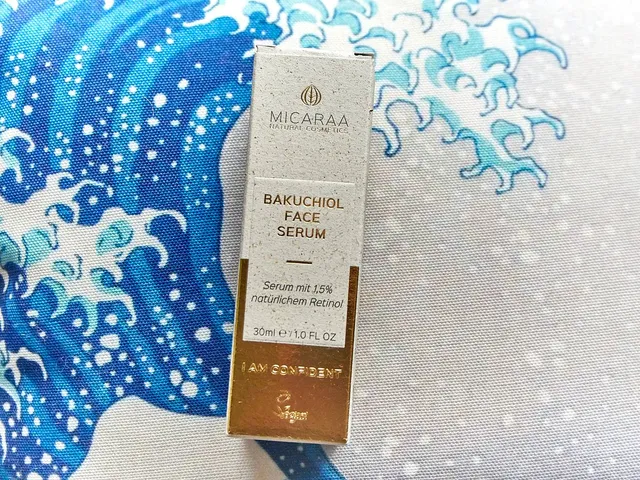 MICARAA
NATURAL COSMETICS
BAKUCHIOL
FACE
SERUM
Serum mit 1,5%
natürlichem Retinol
30ml ℮ / 1.0 FL OZ
I AM CONFIDENT
Vegan